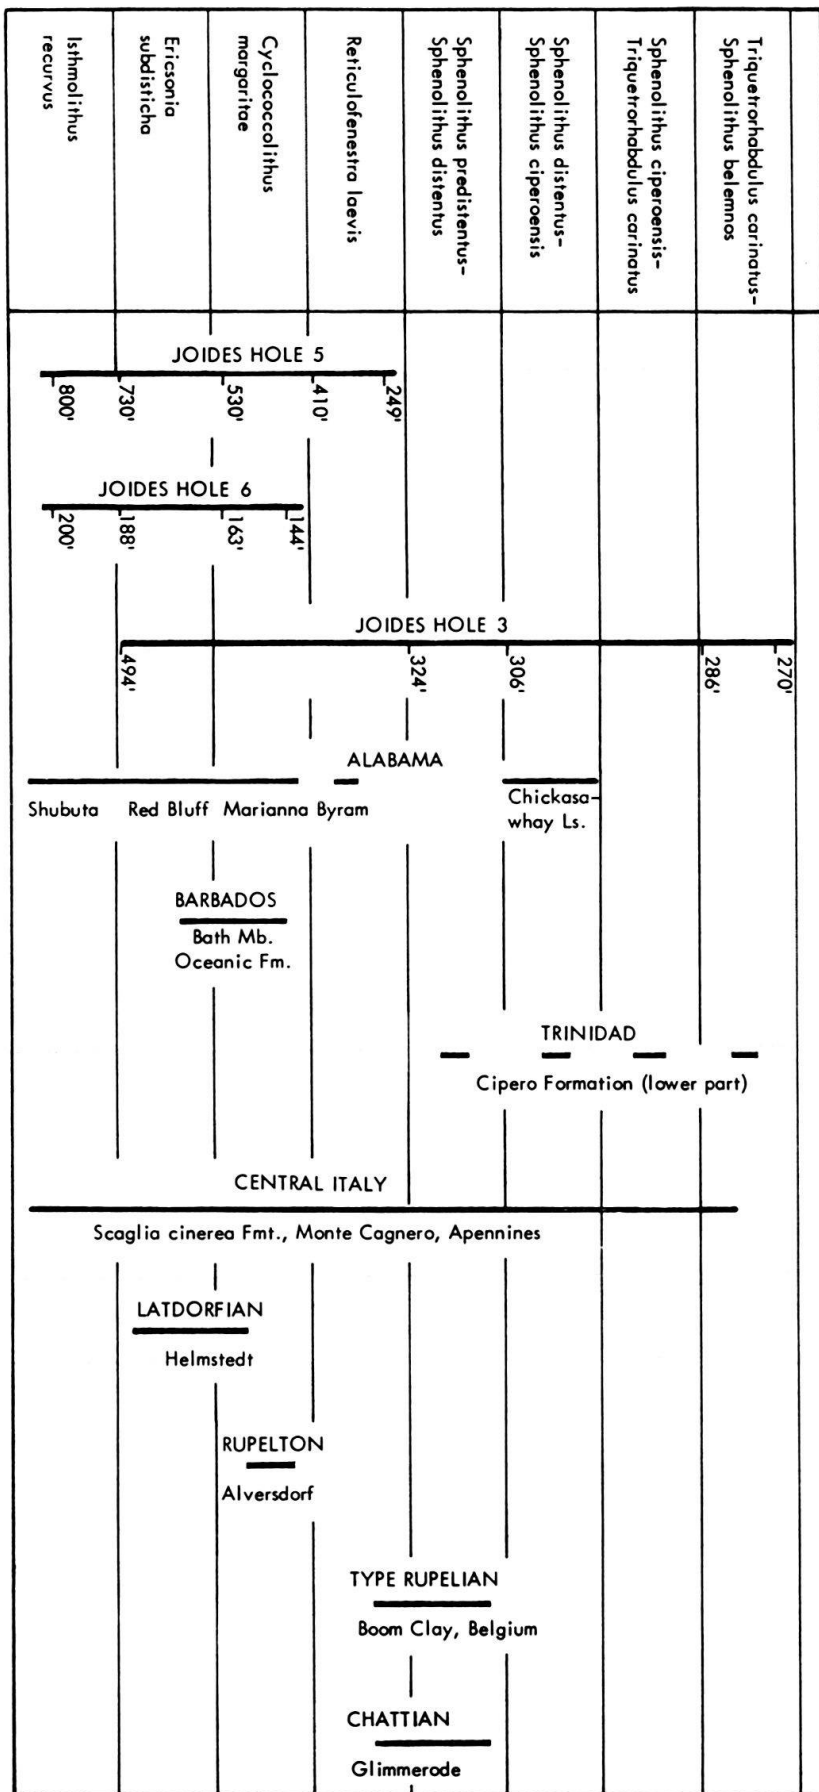 Isthmolithus
recurvus
Ericsonia
subdisticha
Cyclococcolithus
margaritae
Reticulofenestra laevis
Sphenolithus predistentus-
Sphenolithus distentus
Sphenolithus distentus-
Sphenolithus ciperoensis
Sphenolithus ciperoensis-
Triquetrorhabdulus carinatus
Triquetrorhabdulus carinatus-
Sphenolithus belemnos
JOIDES HOLE 5
800' 730' 530' 410' 249'
JOIDES HOLE 6
200' 188' 163' 144'
JOIDES HOLE 3
494' 324' 306' 286' 270'
ALABAMA
Shubuta Red Bluff Marianna Byram
Chickasa-
whay Ls.
BARBADOS
Bath Mb.
Oceanic Fm.
TRINIDAD
Cipero Formation (lower part)
CENTRAL ITALY
Scaglia cinerea Fmt., Monte Cagnero, Apennines
LATDORFIAN
Helmstedt
RUPELTON
Alversdorf
TYPE RUPELIAN
Boom Clay, Belgium
CHATTIAN
Glimmerode